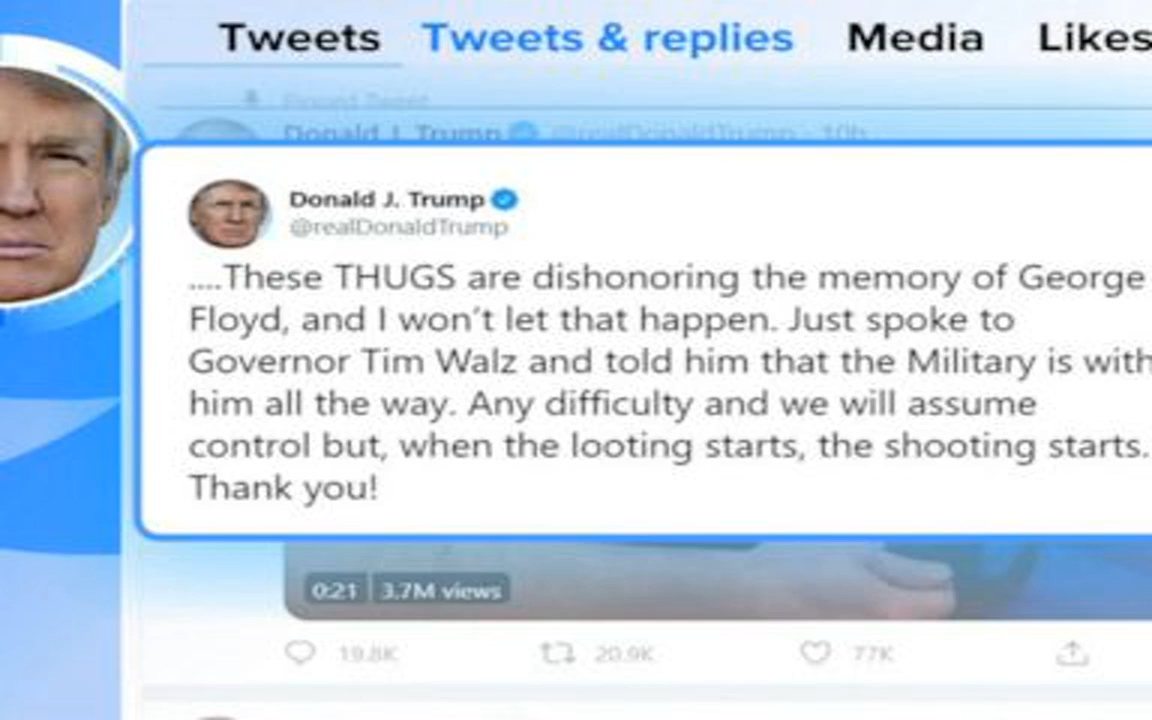 Tweets Tweets & replies Media Likes
Pinned Tweet
Donald J. Trump @realDonaldTrump · 10h
Donald J. Trump
@realDonaldTrump
....These THUGS are dishonoring the memory of George
Floyd, and I won't let that happen. Just spoke to
Governor Tim Walz and told him that the Military is with
him all the way. Any difficulty and we will assume
control but, when the looting starts, the shooting starts.
Thank you!
0:21 3.7M views
19.8K 20.9K 77K